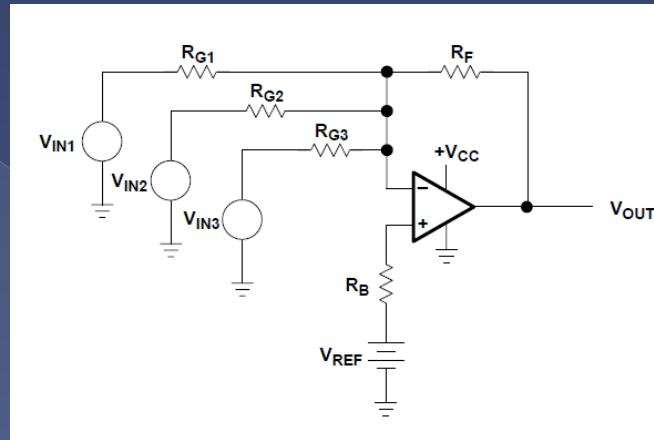 RG1
RF
RG2
RG3
VIN1
+VCC
VIN2
−
VOUT
VIN3
+
RB
VREF